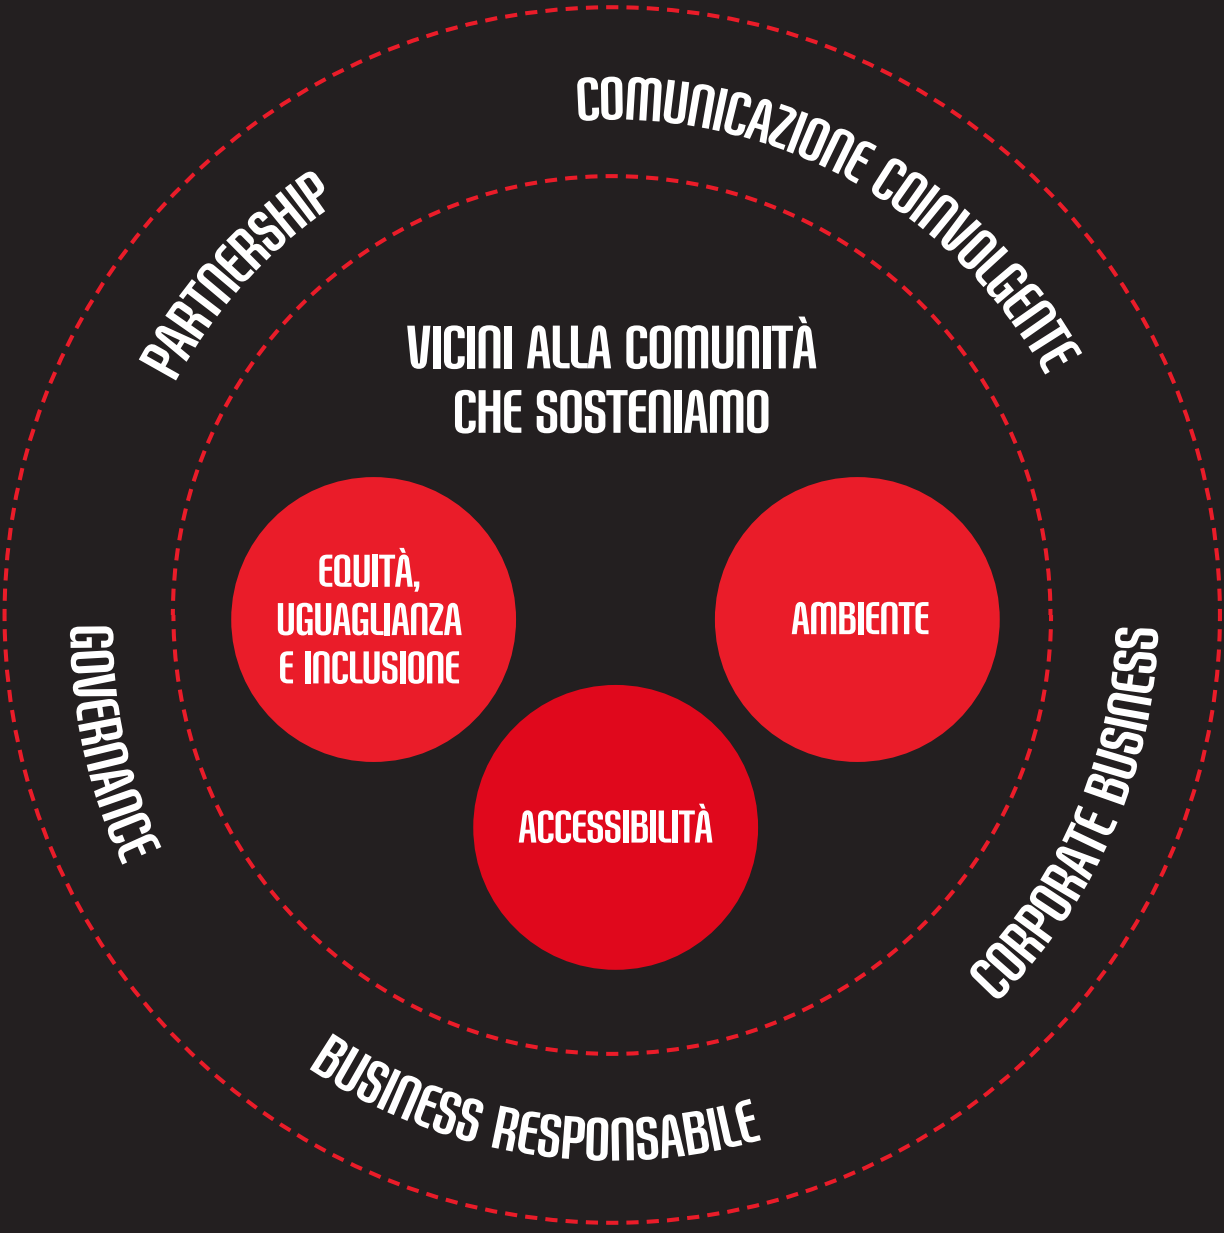 COMUNICAZIONE COINVOLGENTE
PARTNERSHIP
VICINI ALLA COMUNITÀ
CHE SOSTENIAMO
EQUITÀ,
UGUAGLIANZA
E INCLUSIONE
AMBIENTE
ACCESSIBILITÀ
GOVERNANCE
CORPORATE BUSINESS
BUSINESS RESPONSABILE